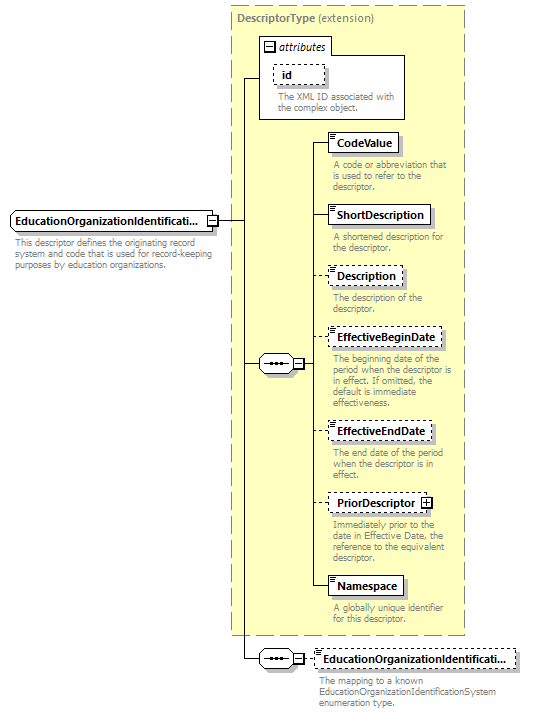 DescriptorType (extension)
attributes
id
The XML ID associated with
the complex object.
CodeValue
A code or abbreviation that
is used to refer to the
descriptor.
ShortDescription
A shortened description for
the descriptor.
EducationOrganizationIdentificati...
This descriptor defines the originating record
system and code that is used for record-keeping
purposes by education organizations.
Description
The description of the
descriptor.
EffectiveBeginDate
The beginning date of the
period when the descriptor is
in effect. If omitted, the
default is immediate
effectiveness.
EffectiveEndDate
The end date of the period
when the descriptor is in
effect.
PriorDescriptor
Immediately prior to the
date in Effective Date, the
reference to the equivalent
descriptor.
Namespace
A globally unique identifier
for this descriptor.
EducationOrganizationIdentificati...
The mapping to a known
EducationOrganizationIdentificationSystem
enumeration type.